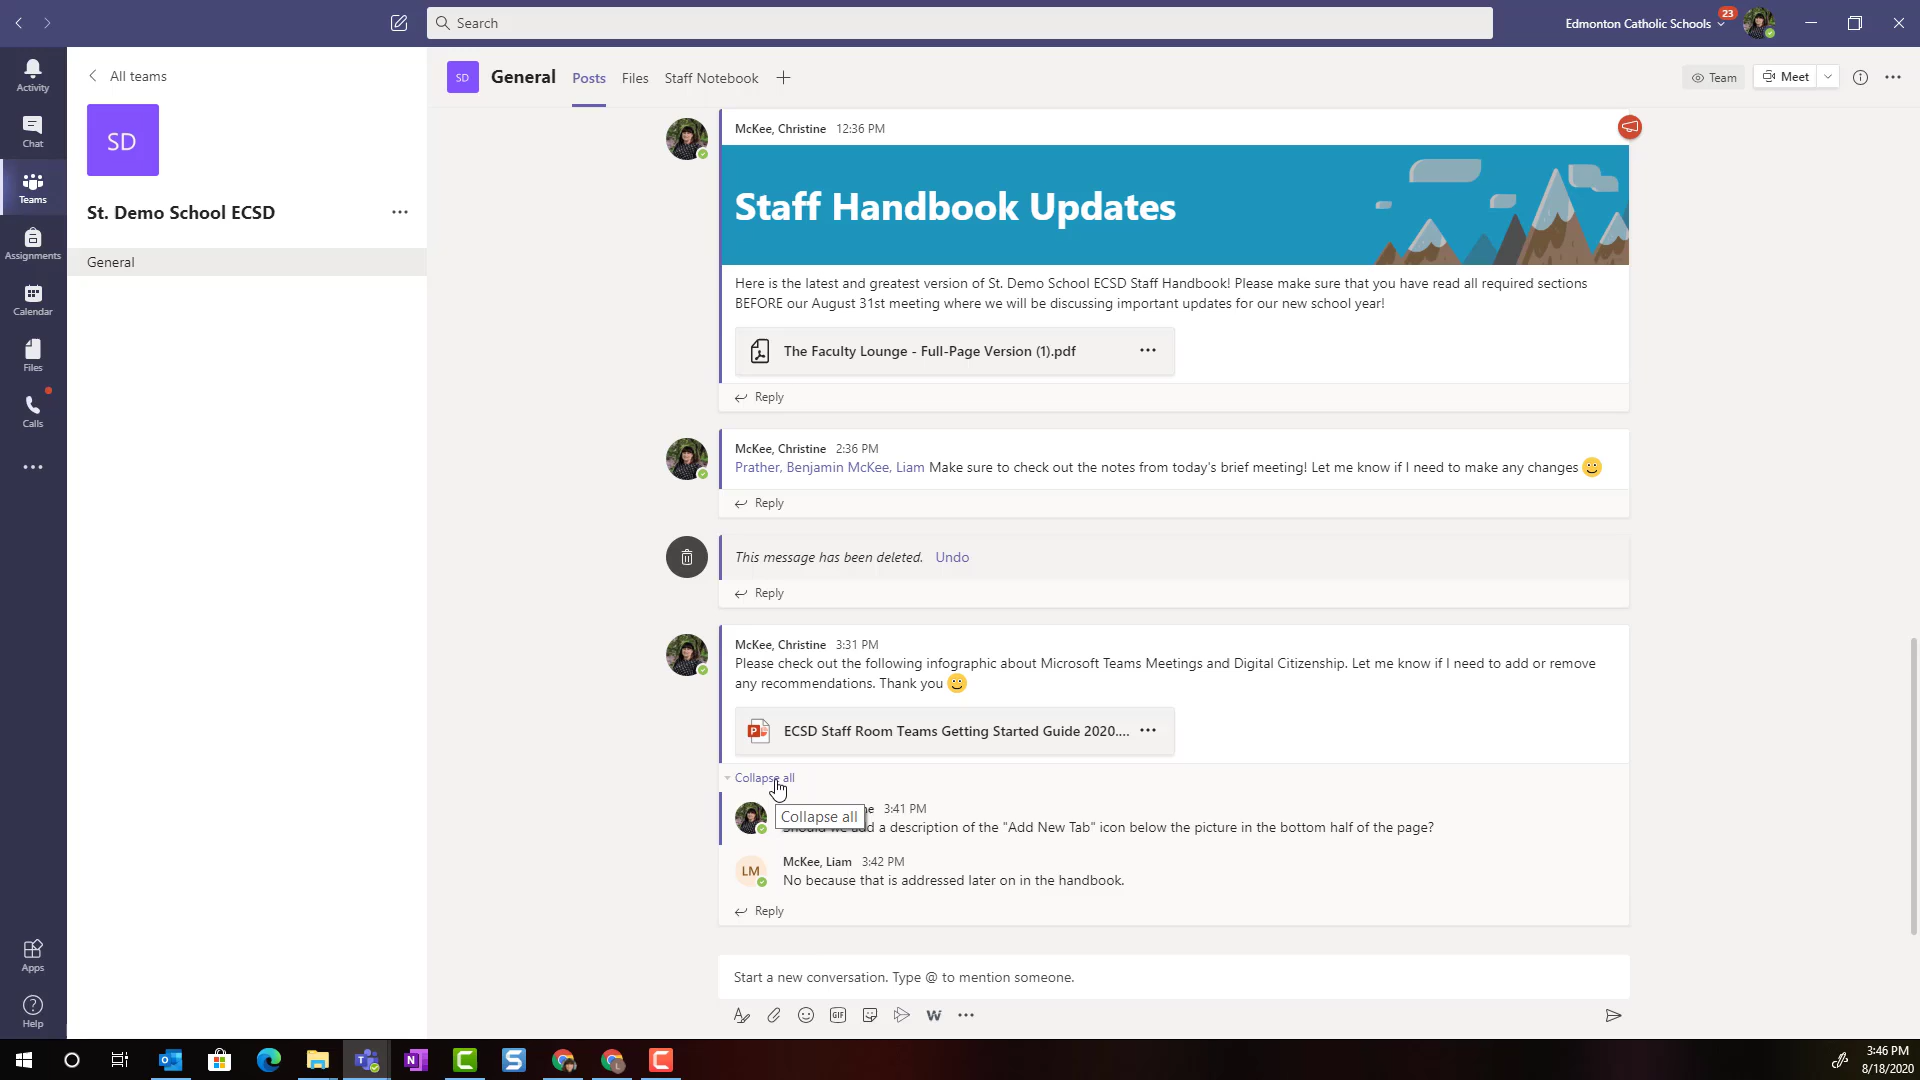 Search
Edmonton Catholic Schools
23
Activity
Chat
Teams
Assignments
Calendar
Files
Calls
Apps
Help
All teams
SD
St. Demo School ECSD
General
SD
General
Posts
Files
Staff Notebook
Team
Meet
McKee, Christine 12:36 PM
Staff Handbook Updates
Here is the latest and greatest version of St. Demo School ECSD Staff Handbook! Please make sure that you have read all required sections
BEFORE our August 31st meeting where we will be discussing important updates for our new school year!
The Faculty Lounge - Full-Page Version (1).pdf
Reply
McKee, Christine 2:36 PM
Prather, Benjamin McKee, Liam Make sure to check out the notes from today's brief meeting! Let me know if I need to make any changes
Reply
This message has been deleted. Undo
Reply
McKee, Christine 3:31 PM
Please check out the following infographic about Microsoft Teams Meetings and Digital Citizenship. Let me know if I need to add or remove
any recommendations. Thank you
ECSD Staff Room Teams Getting Started Guide 2020....
Collapse all
3:41 PM
Collapse all
a description of the "Add New Tab" icon below the picture in the bottom half of the page?
LM
McKee, Liam 3:42 PM
No because that is addressed later on in the handbook.
Reply
Start a new conversation. Type @ to mention someone.
GIF
3:46 PM
8/18/2020